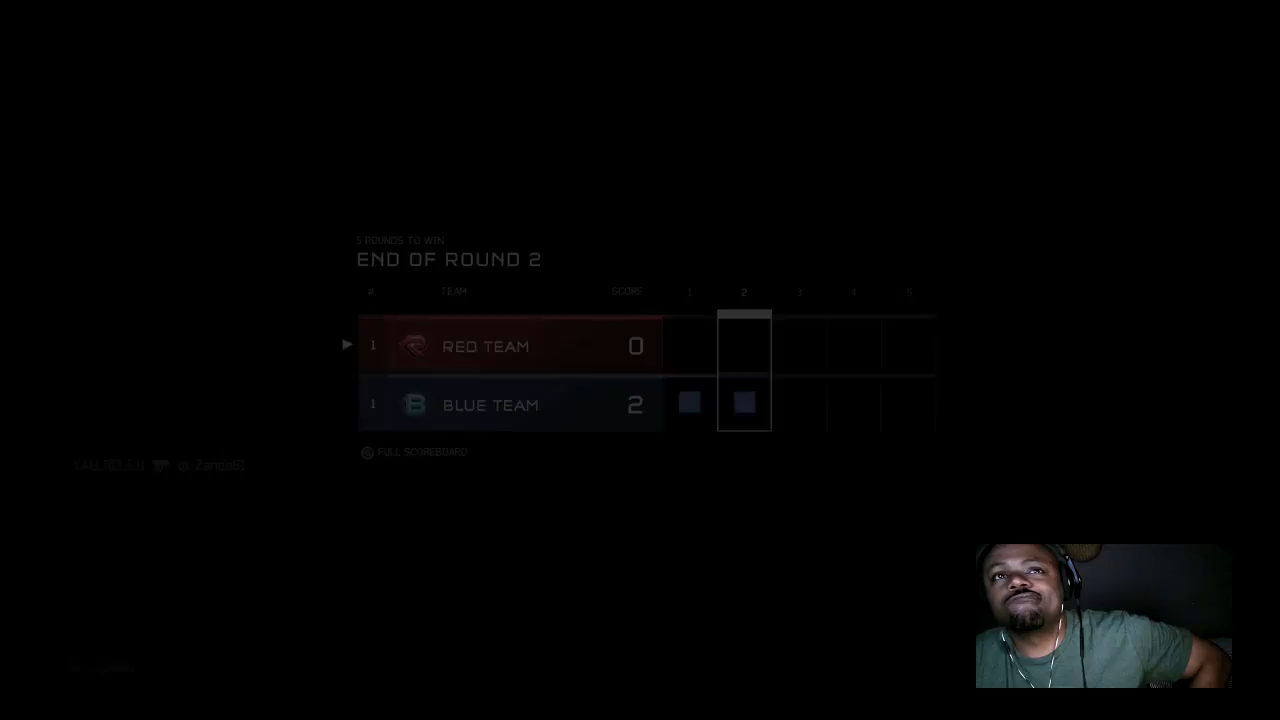 5 ROUNDS TO WIN
END OF ROUND 2
# TEAM SCORE 1 2 3 4 5
1 RED TEAM 0
1 B BLUE TEAM 2
FULL SCOREBOARD